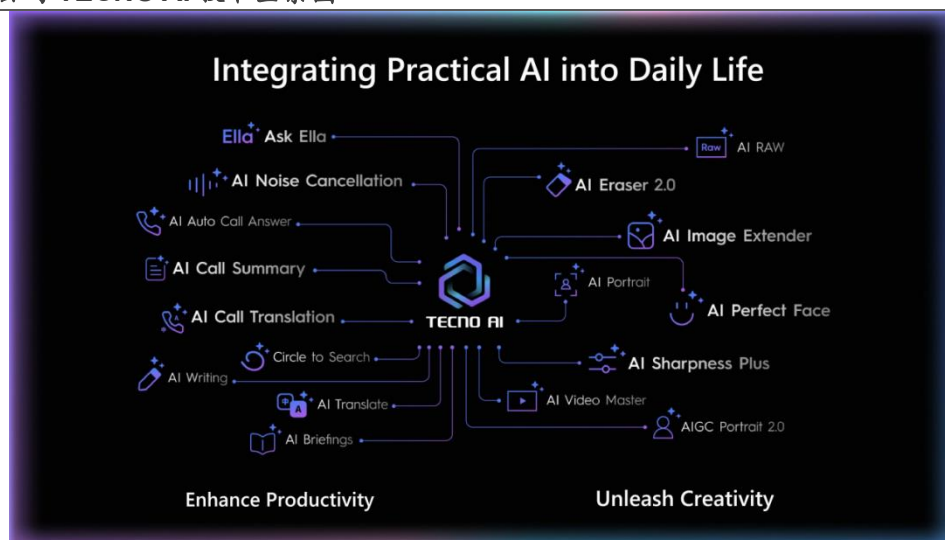 TECNO AI
Integrating Practical AI into Daily Life
Ella Ask Ella
AI Noise Cancellation
AI Auto Call Answer
AI Call Summary
AI Call Translation
Circle to Search
AI Writing
AI Translate
AI Briefings
Enhance Productivity
TECNO AI
Raw AI RAW
AI Eraser 2.0
AI Image Extender
AI Portrait
AI Perfect Face
AI Sharpness Plus
AI Video Master
AIGC Portrait 2.0
Unleash Creativity